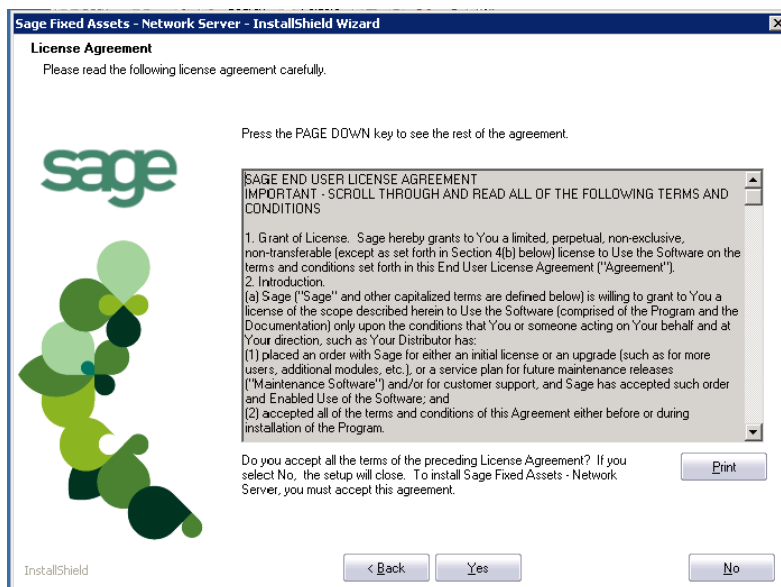 Sage Fixed Assets - Network Server - InstallShield Wizard
License Agreement
Please read the following license agreement carefully.
Press the PAGE DOWN key to see the rest of the agreement.
sage
SAGE END USER LICENSE AGREEMENT
IMPORTANT - SCROLL THROUGH AND READ ALL OF THE FOLLOWING TERMS AND
CONDITIONS
1. Grant of License. Sage hereby grants to You a limited, perpetual, non-exclusive,
non-transferable (except as set forth in Section 4(b) below) license to Use the Software on the
terms and conditions set forth in this End User License Agreement ("Agreement").
2. Introduction.
(a) Sage ("Sage" and other capitalized terms are defined below) is willing to grant to You a
license of the scope described herein to Use the Software (comprised of the Program and the
Documentation) only upon the conditions that You or someone acting on Your behalf and at
Your direction, such as Your Distributor has:
(1) placed an order with Sage for either an initial license or an upgrade (such as for more
users, additional modules, etc.), or a service plan for future maintenance releases
("Maintenance Software") and/or for customer support, and Sage has accepted such order
and Enabled Use of the Software; and
(2) accepted all of the terms and conditions of this Agreement either before or during
installation of the Program.
Do you accept all the terms of the preceding License Agreement? If you
select No, the setup will close. To install Sage Fixed Assets - Network
Server, you must accept this agreement.
Print
InstallShield
< Back
Yes
No